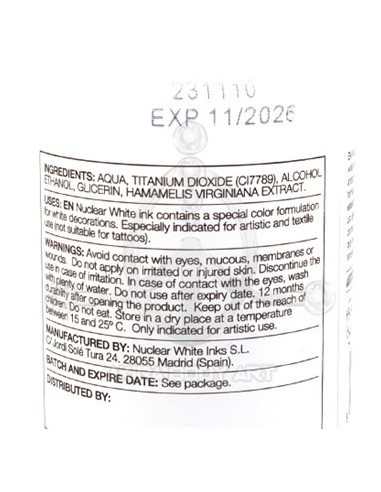 231110
EXP 11/2026
INGREDIENTS: AQUA, TITANIUM DIOXIDE (CI7789), ALCOHOL
ETHANOL, GLICERIN, HAMAMELIS VIRGINIANA EXTRACT.
USES: EN Nuclear White ink contains a special color formulation
for white decorations. Especially indicated for artistic and textile
use (not suitable for tattoos).
WARNINGS: Avoid contact with eyes, mucous, membranes or
wounds. Do not apply on irritated or injured skin. Discontinue the
use in case of irritation. In case of contact with the eyes, wash
with plenty of water. Do not use after expiry date. 12 months
durability after opening the product. Keep out of the reach of
children. Do not eat. Store in a dry place at a temperature
between 15 and 25º C. Only indicated for artistic use.
MANUFACTURED BY: Nuclear White Inks S.L.
C/ Jordi Solé Tura 24. 28055 Madrid (Spain).
BATCH AND EXPIRE DATE: See package.
DISTRIBUTED BY: